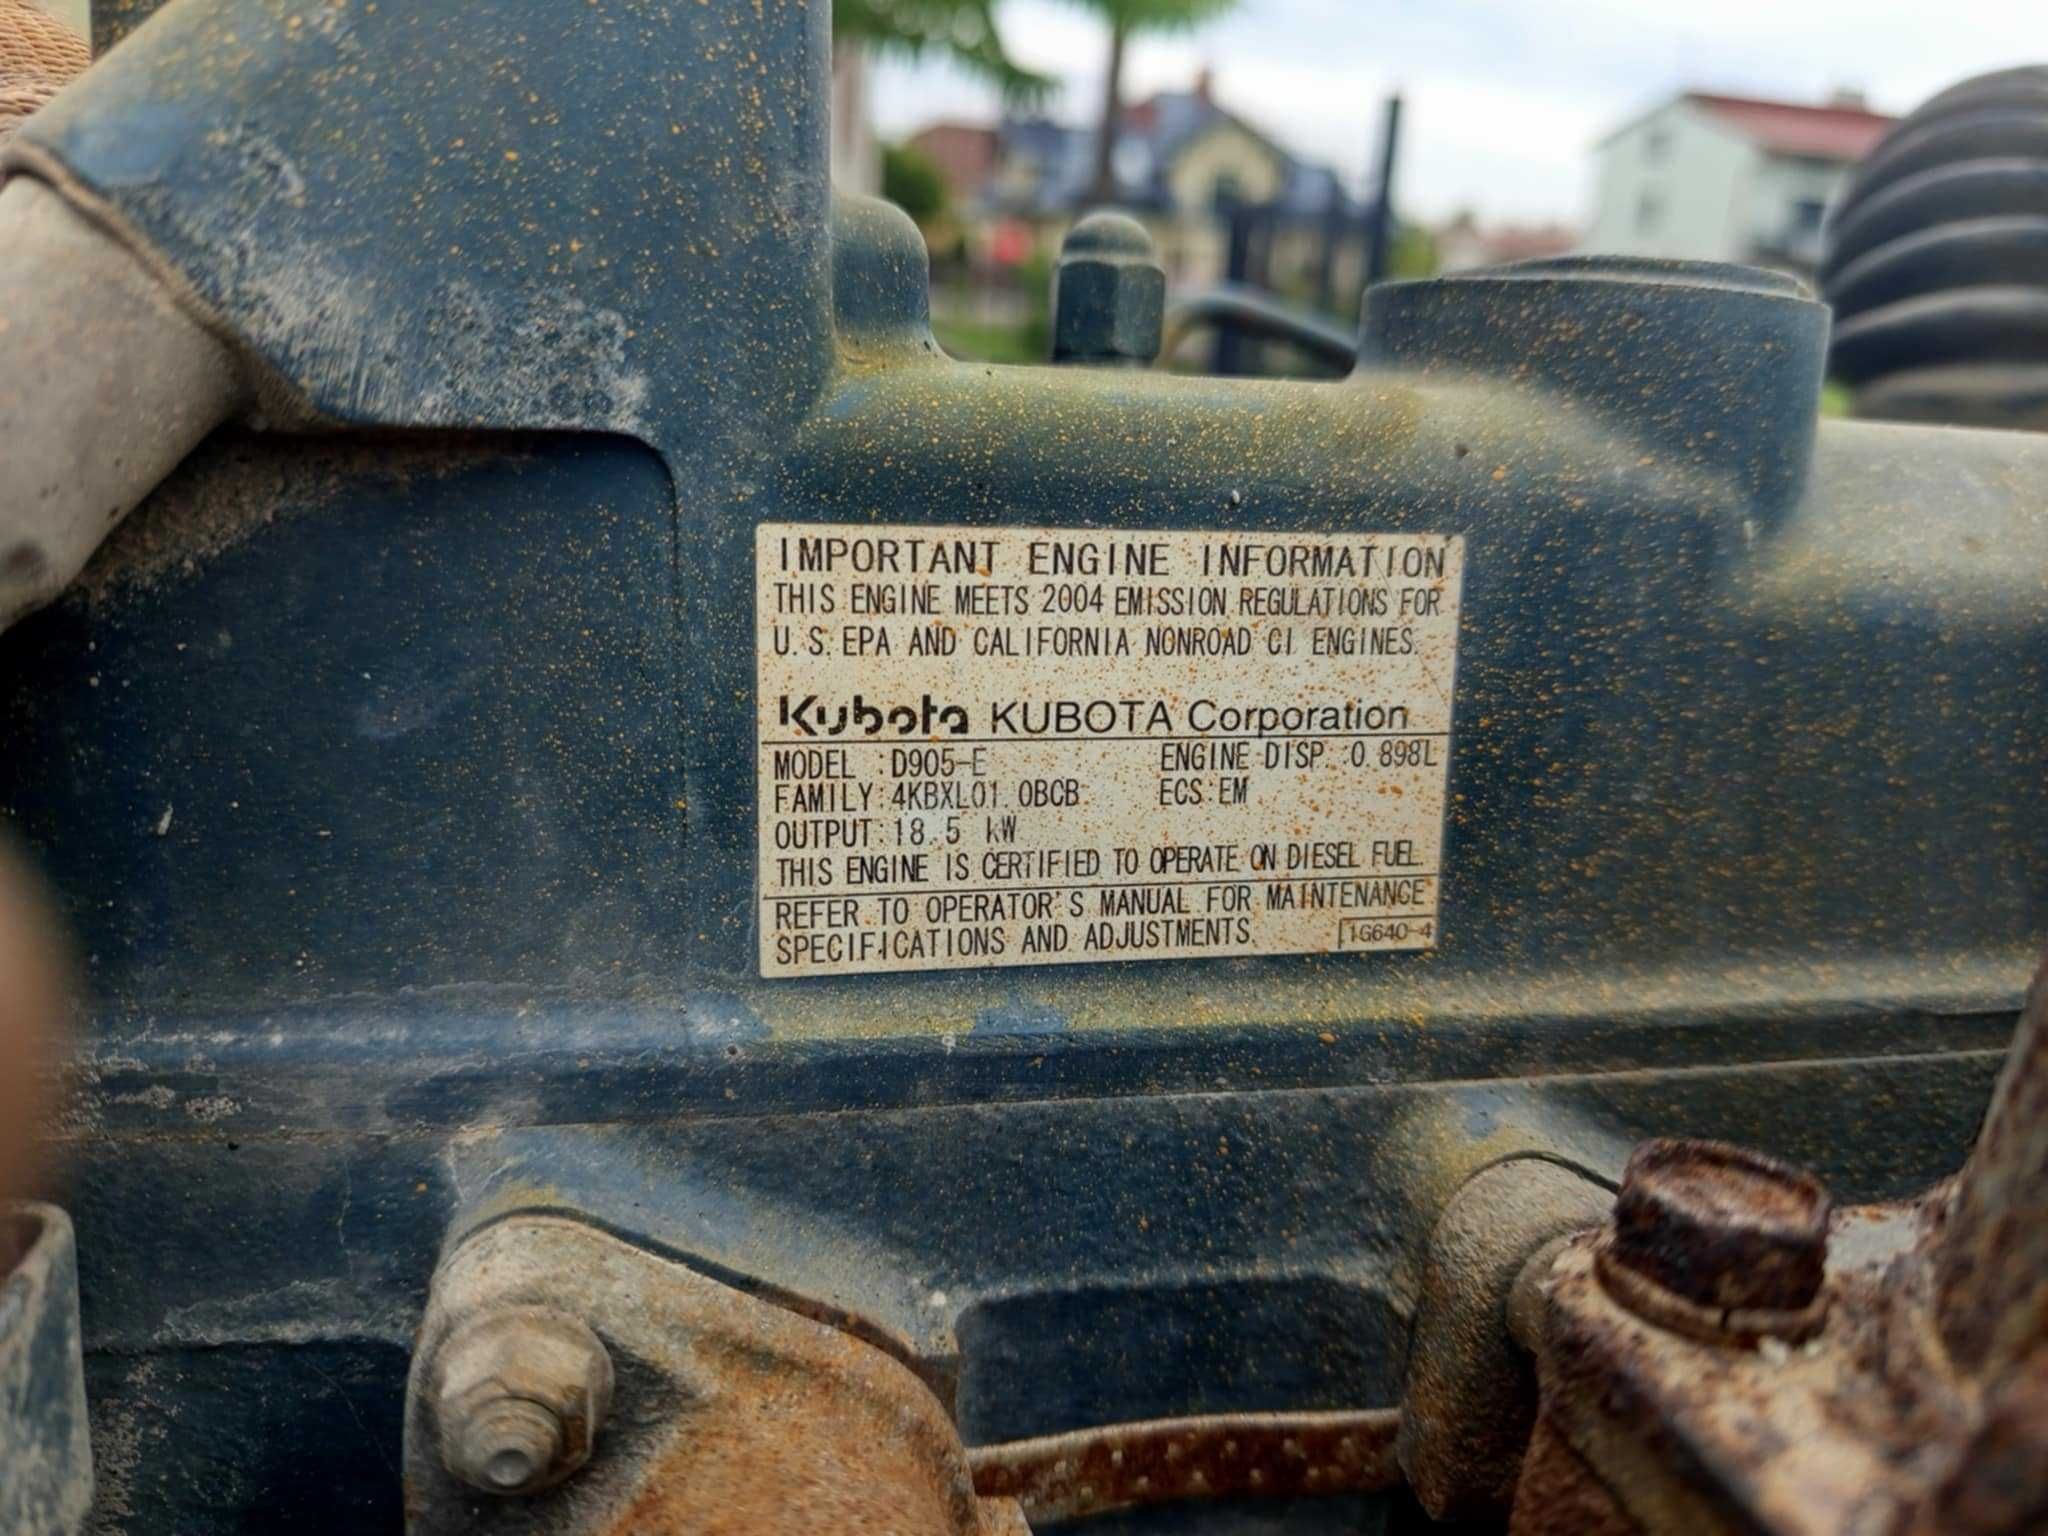 IMPORTANT ENGINE INFORMATION
THIS ENGINE MEETS 2004 EMISSION REGULATIONS FOR
U.S. EPA AND CALIFORNIA NONROAD CI ENGINES.
Kubota KUBOTA Corporation
MODEL :D905-E ENGINE DISP.:0.898L
FAMILY:4KBXL01.0BCB ECS:EM
OUTPUT:18.5 kW
THIS ENGINE IS CERTIFIED TO OPERATE ON DIESEL FUEL.
REFER TO OPERATOR'S MANUAL FOR MAINTENANCE
SPECIFICATIONS AND ADJUSTMENTS. 1G640-4